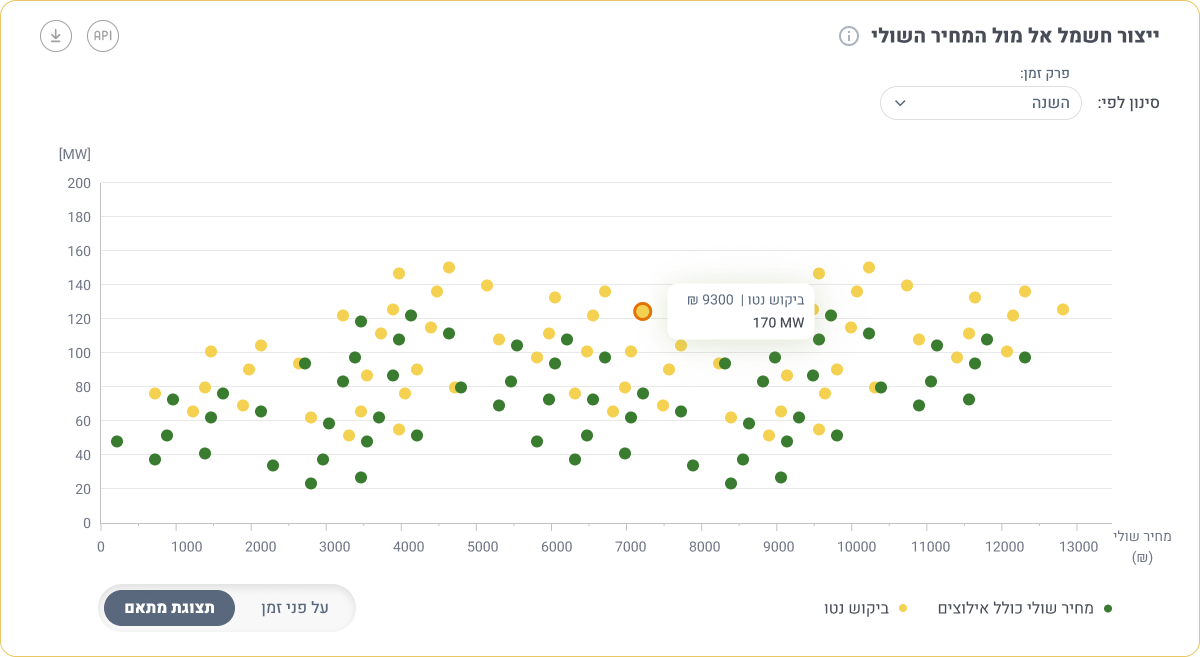 ייצור חשמל אל מול המחיר השולי
API
פרק זמן:
סינון לפי:
השנה
[MW]
200
180
160
140
120
100
80
60
40
20
0
ביקוש נטו | 9300 ₪
170 MW
0 1000 2000 3000 4000 5000 6000 7000 8000 9000 10000 11000 12000 13000
מחיר שולי
(₪)
מחיר שולי כולל אילוצים
ביקוש נטו
על פני זמן
תצוגת מתאם